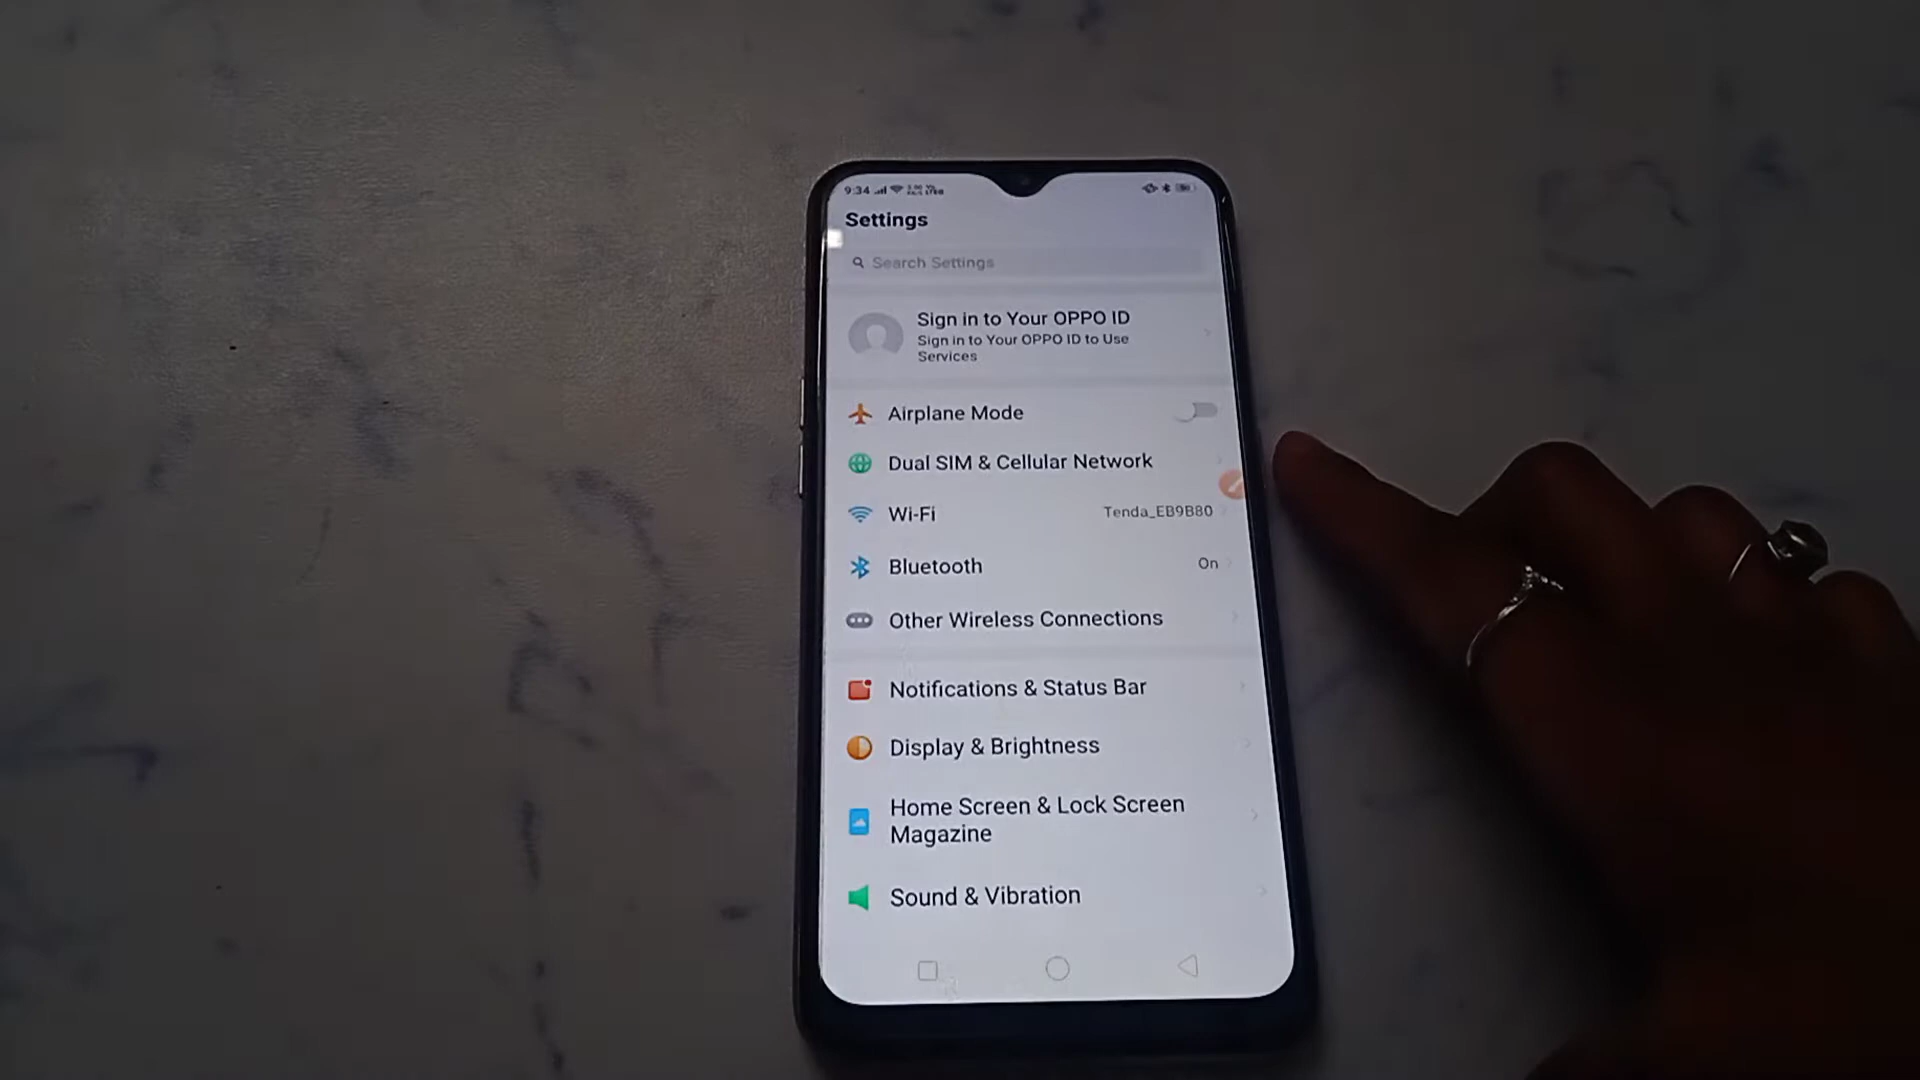 9:34
Settings
Search Settings
Sign in to Your OPPO ID
Sign in to Your OPPO ID to Use
Services
Airplane Mode
Dual SIM & Cellular Network
Wi-Fi
Tenda_EB9B80
Bluetooth
On
Other Wireless Connections
Notifications & Status Bar
Display & Brightness
Home Screen & Lock Screen
Magazine
Sound & Vibration